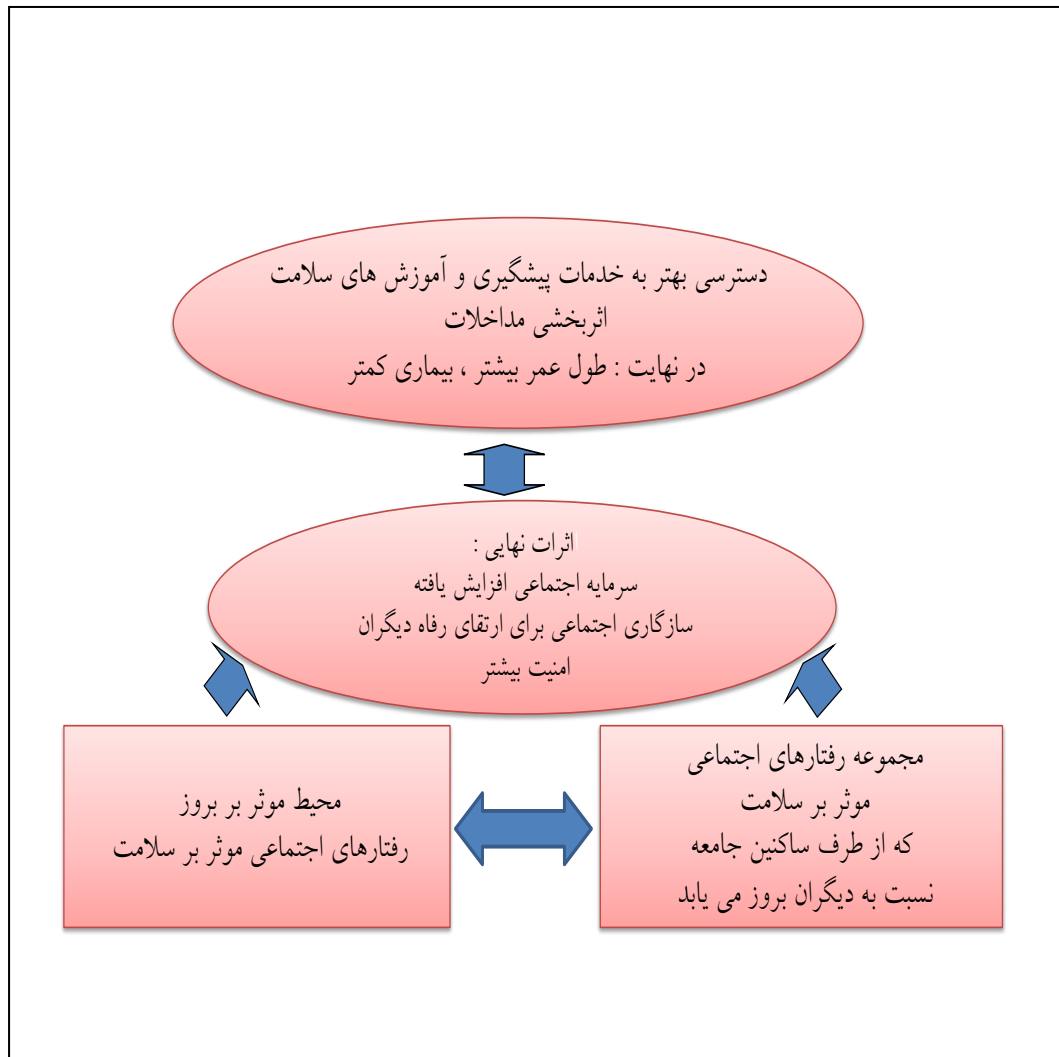 دسترسی بهتر به خدمات پیشگیری و آموزش های سلامت
اثربخشی مداخلات
در نهایت : طول عمر بیشتر ، بیماری کمتر
اثرات نهایی :
سرمایه اجتماعی افزایش یافته
سازگاری اجتماعی برای ارتقای رفاه دیگران
امنیت بیشتر
مجموعه رفتارهای اجتماعی
موثر بر سلامت
که از طرف ساکنین جامعه
نسبت به دیگران بروز می یابد
محیط موثر بر بروز
رفتارهای اجتماعی موثر بر سلامت